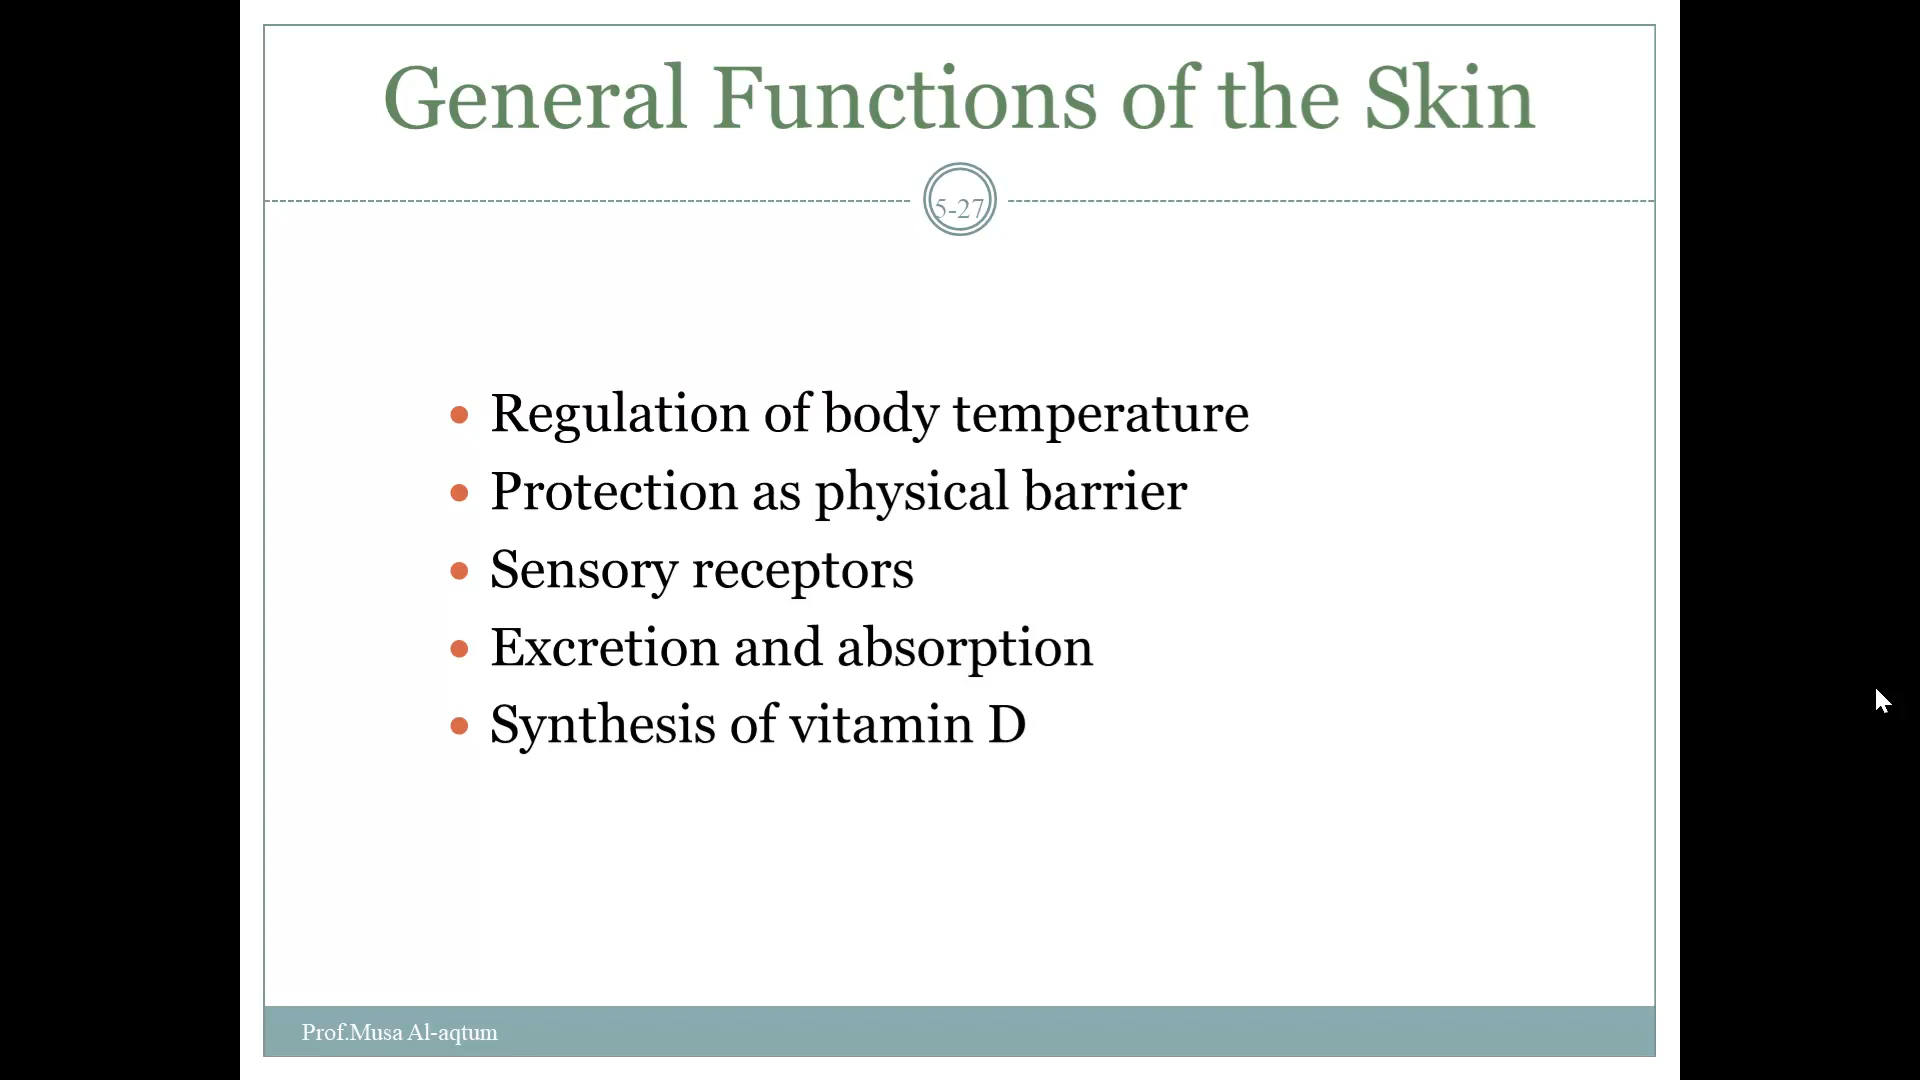 General Functions of the Skin
5-27
• Regulation of body temperature
• Protection as physical barrier
• Sensory receptors
• Excretion and absorption
• Synthesis of vitamin D
Prof.Musa Al-aqtum